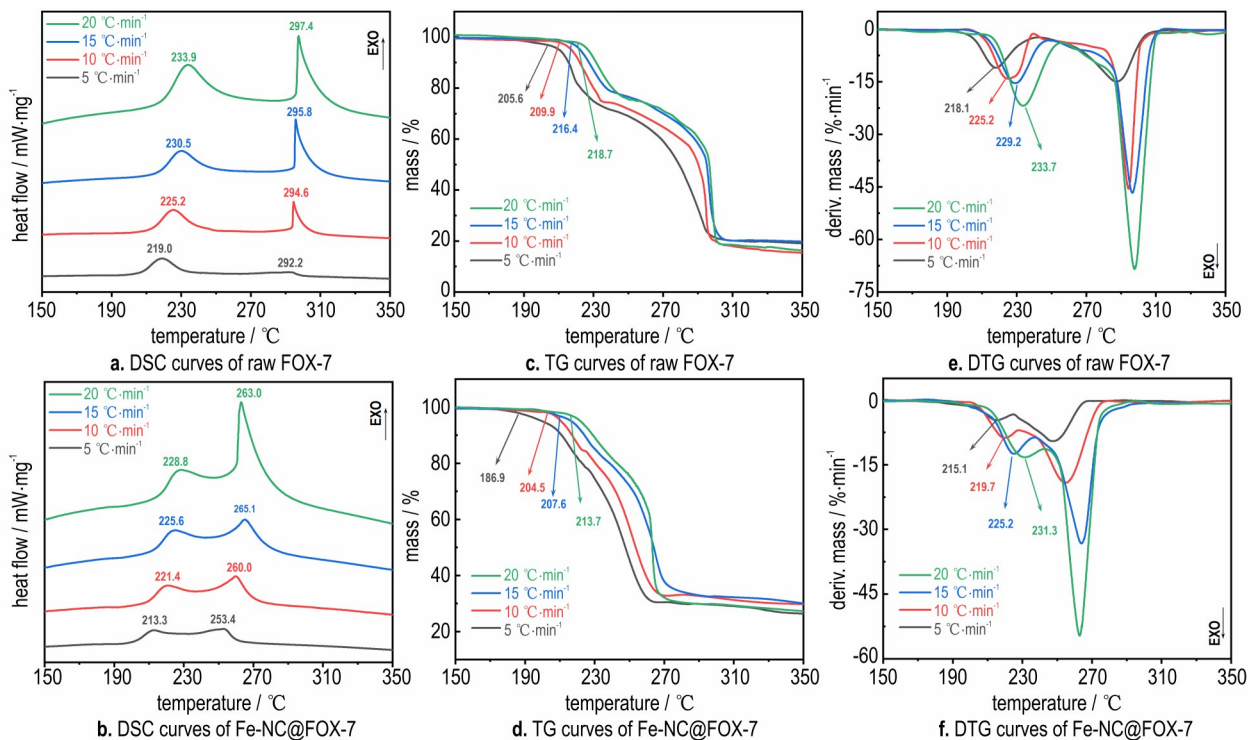 20 ℃·min⁻¹
15 ℃·min⁻¹
10 ℃·min⁻¹
5 ℃·min⁻¹
EXO
297.4
233.9
295.8
230.5
294.6
225.2
219.0
292.2
heat flow / mW·mg⁻¹
150 170 190 210 230 250 270 290 310 330 350
temperature / ℃
a. DSC curves of raw FOX-7
100
80
60
40
20
0
mass / %
205.6
209.9
216.4
218.7
20 ℃·min⁻¹
15 ℃·min⁻¹
10 ℃·min⁻¹
5 ℃·min⁻¹
150 190 230 270 310 350
temperature / ℃
c. TG curves of raw FOX-7
0
-15
-30
-45
-60
-75
deriv. mass / %·min⁻¹
218.1
225.2
229.2
233.7
20 ℃·min⁻¹
15 ℃·min⁻¹
10 ℃·min⁻¹
5 ℃·min⁻¹
EXO
150 190 230 270 310 350
temperature / ℃
e. DTG curves of raw FOX-7
20 ℃·min⁻¹
15 ℃·min⁻¹
10 ℃·min⁻¹
5 ℃·min⁻¹
EXO
263.0
228.8
265.1
225.6
260.0
221.4
213.3
253.4
heat flow / mW·mg⁻¹
150 170 190 210 230 250 270 290 310 330 350
temperature / ℃
b. DSC curves of Fe-NC@FOX-7
100
80
60
40
20
0
mass / %
186.9
204.5
207.6
213.7
20 ℃·min⁻¹
15 ℃·min⁻¹
10 ℃·min⁻¹
5 ℃·min⁻¹
150 190 230 270 310 350
temperature / ℃
d. TG curves of Fe-NC@FOX-7
0
-15
-30
-45
-60
deriv. mass / %·min⁻¹
215.1
219.7
225.2
231.3
20 ℃·min⁻¹
15 ℃·min⁻¹
10 ℃·min⁻¹
5 ℃·min⁻¹
EXO
150 190 230 270 310 350
temperature / ℃
f. DTG curves of Fe-NC@FOX-7